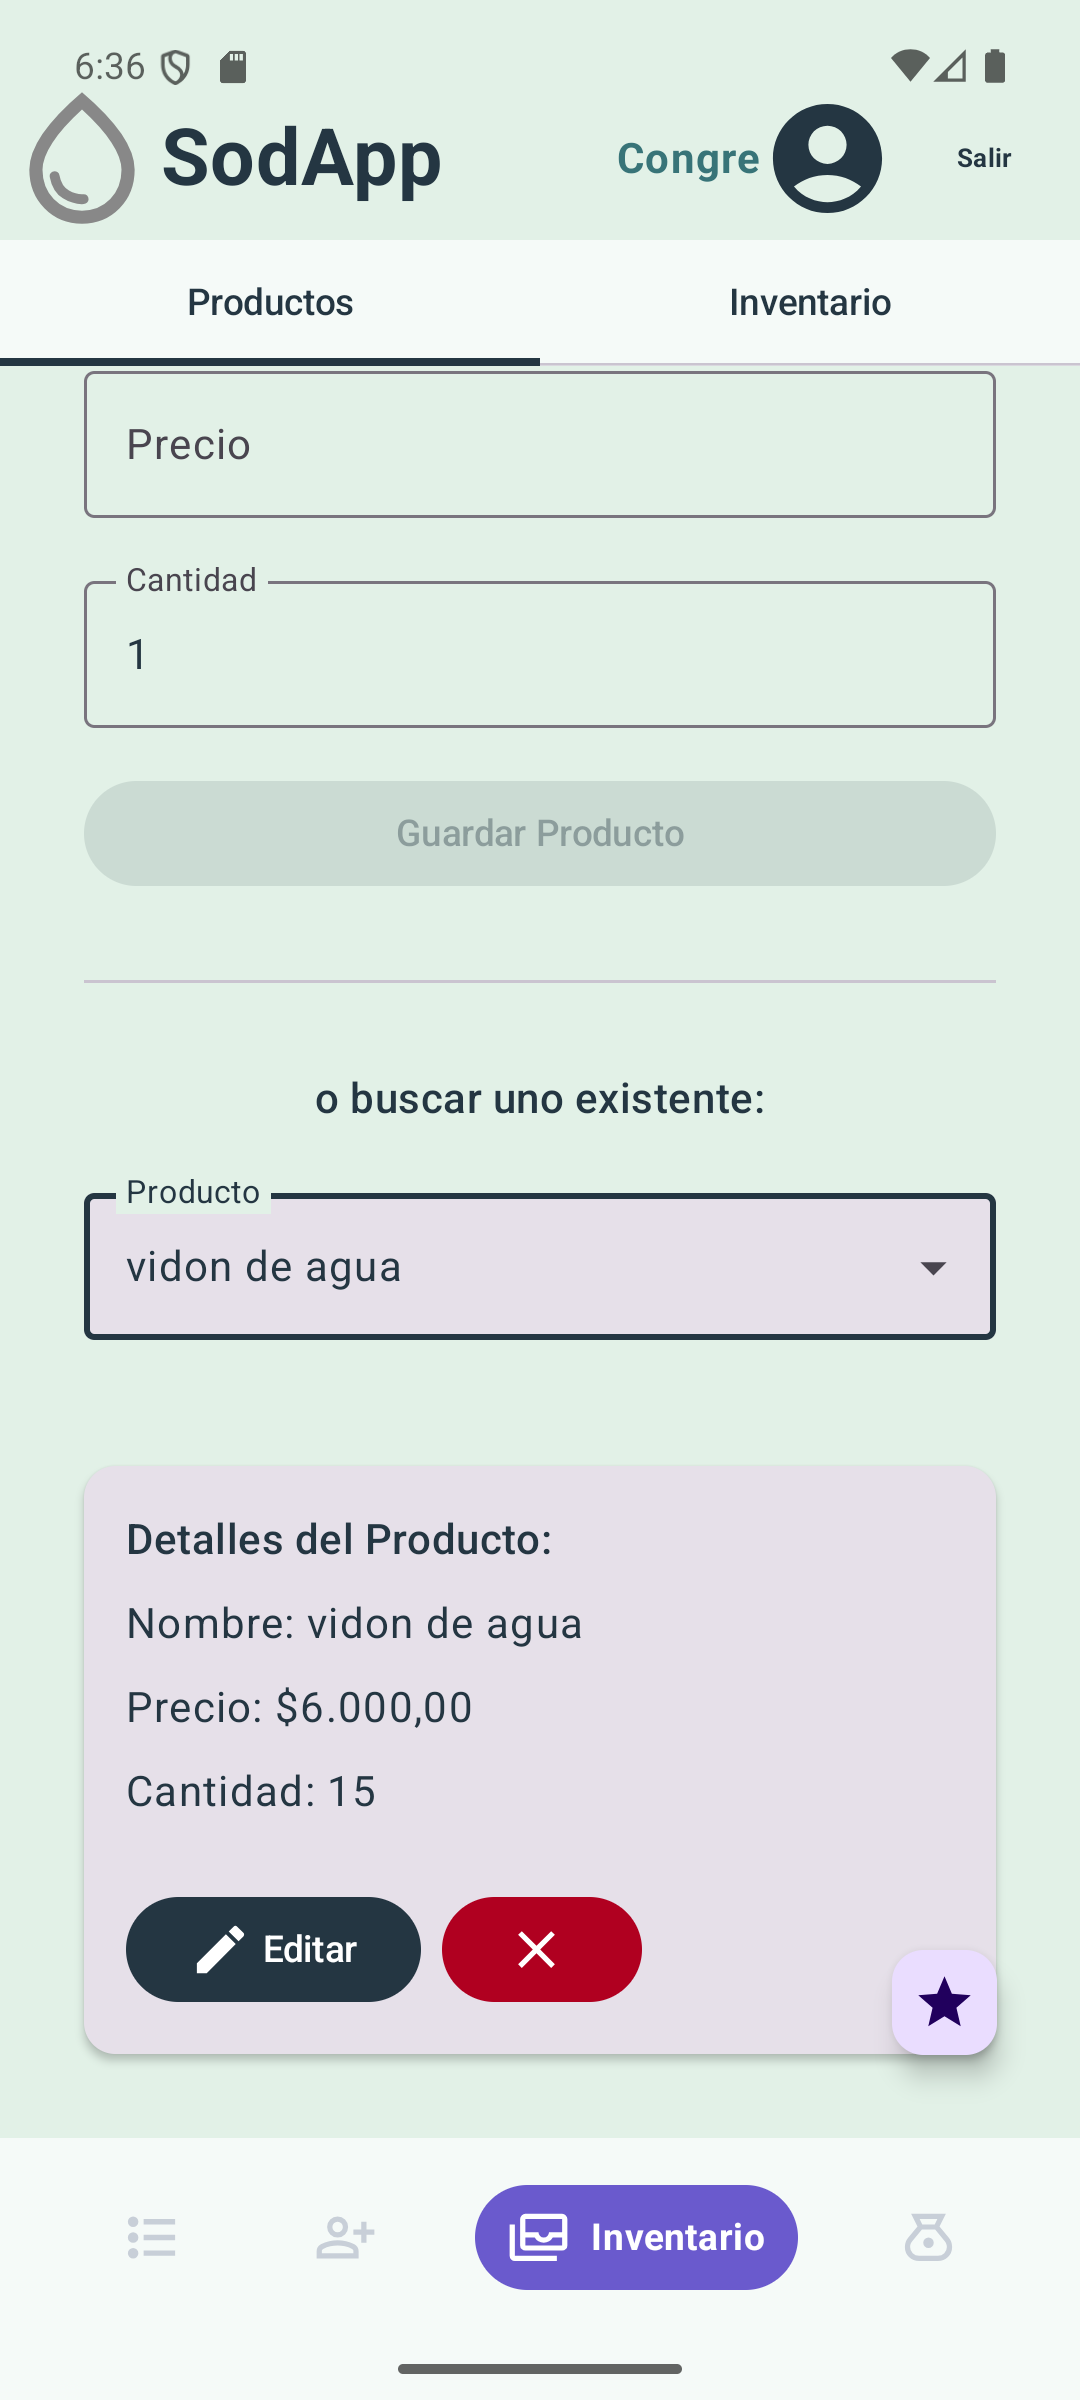 6:36
SodApp
Congre
Salir
Productos
Inventario
Precio
Cantidad
1
Guardar Producto
o buscar uno existente:
Producto
vidon de agua
Detalles del Producto:
Nombre: vidon de agua
Precio: $6.000,00
Cantidad: 15
Editar
Inventario